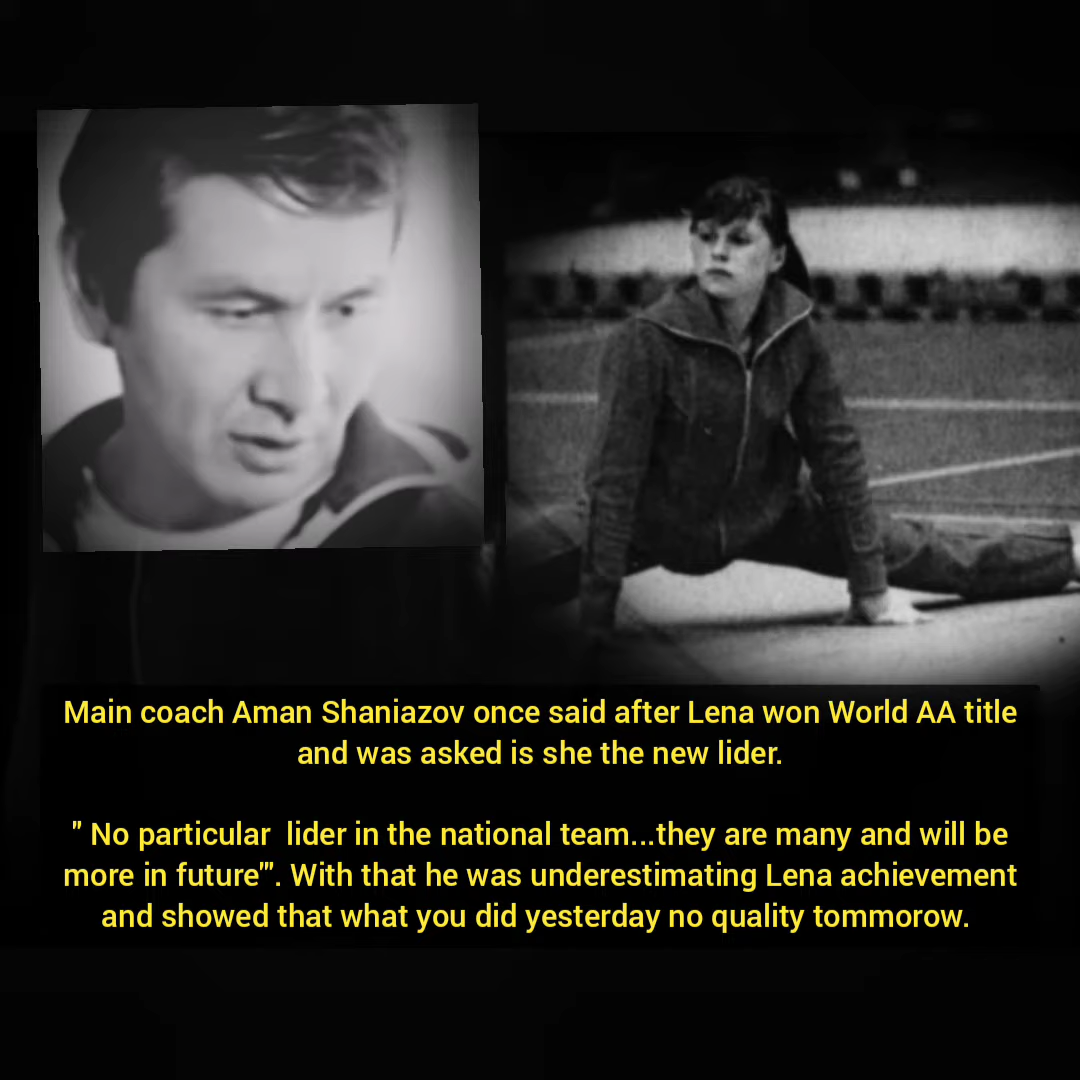 Main coach Aman Shaniazov once said after Lena won World AA title
and was asked is she the new lider.
" No particular  lider in the national team...they are many and will be
more in future'". With that he was underestimating Lena achievement
and showed that what you did yesterday no quality tommorow.